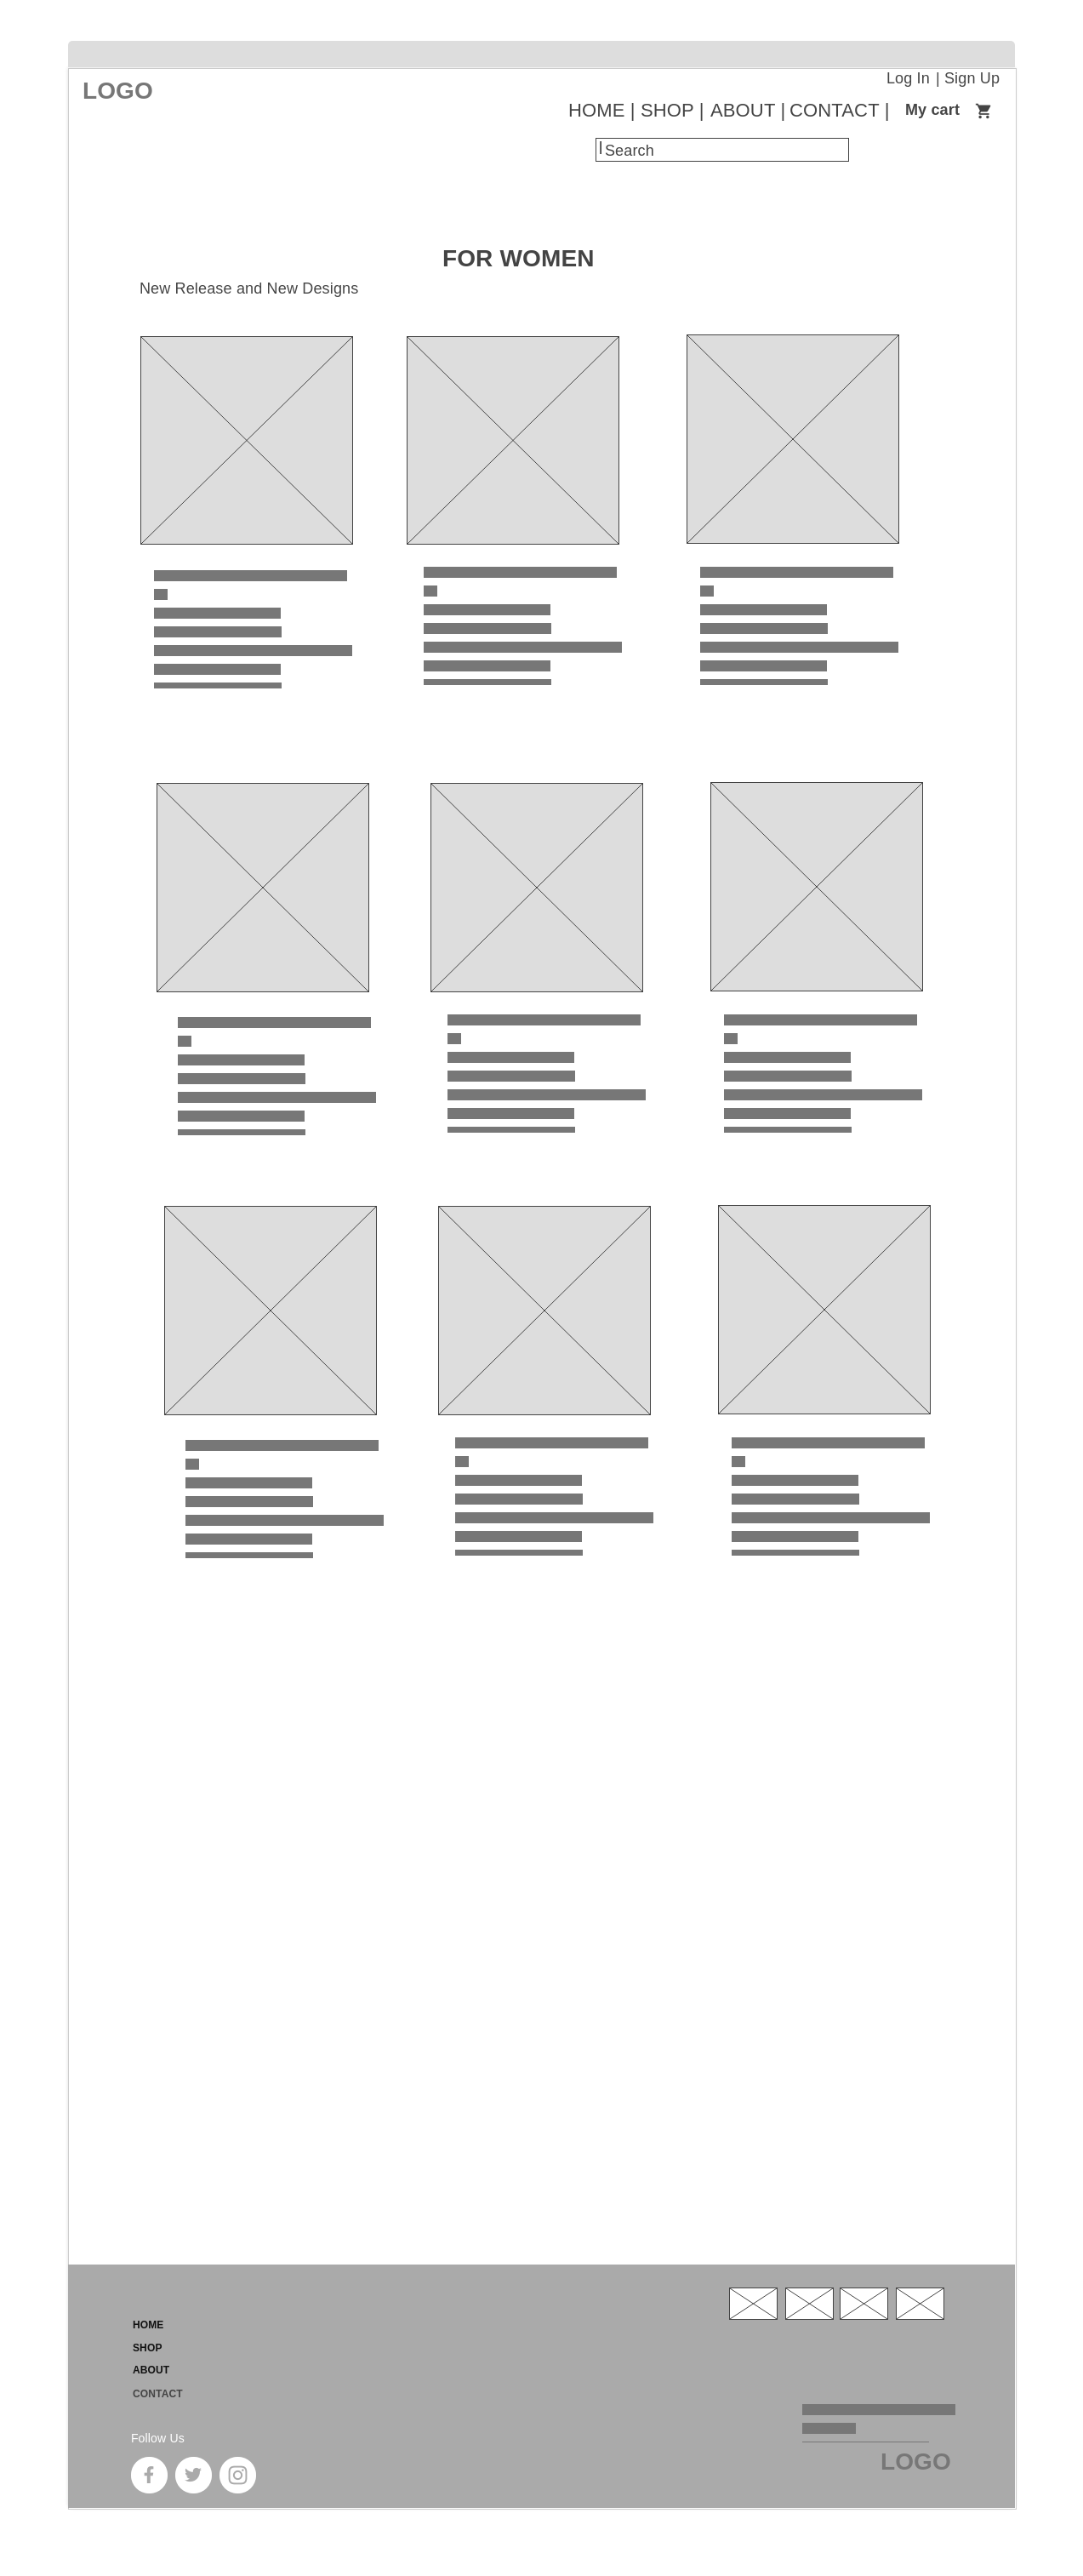 LOGO
Log In | Sign Up
HOME | SHOP | ABOUT | CONTACT | My cart
Search
FOR WOMEN
New Release and New Designs
HOME
SHOP
ABOUT
CONTACT
Follow Us
LOGO